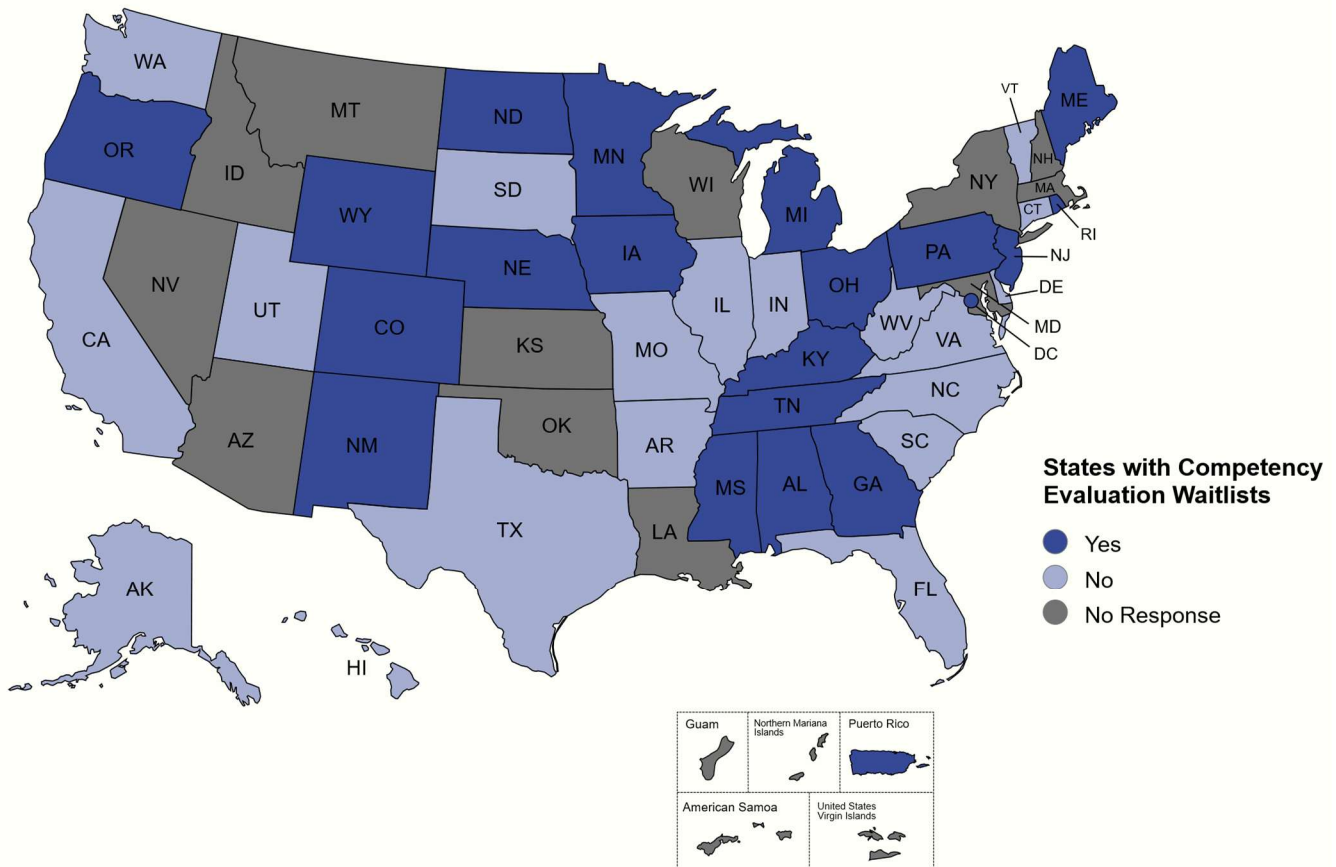 WA
MT
ND
VT
ME
OR
MN
ID
SD
WI
NY
NH
MA
WY
MI
CT
RI
IA
PA
NJ
NE
NV
OH
DE
UT
IL
IN
CA
CO
WV
MD
KS
MO
VA
DC
KY
NC
TN
AZ
OK
NM
AR
SC
MS
AL
GA
TX
LA
AK
FL
HI
States with Competency
Evaluation Waitlists
Yes
No
No Response
Guam
Northern Mariana
Islands
Puerto Rico
American Samoa
United States
Virgin Islands